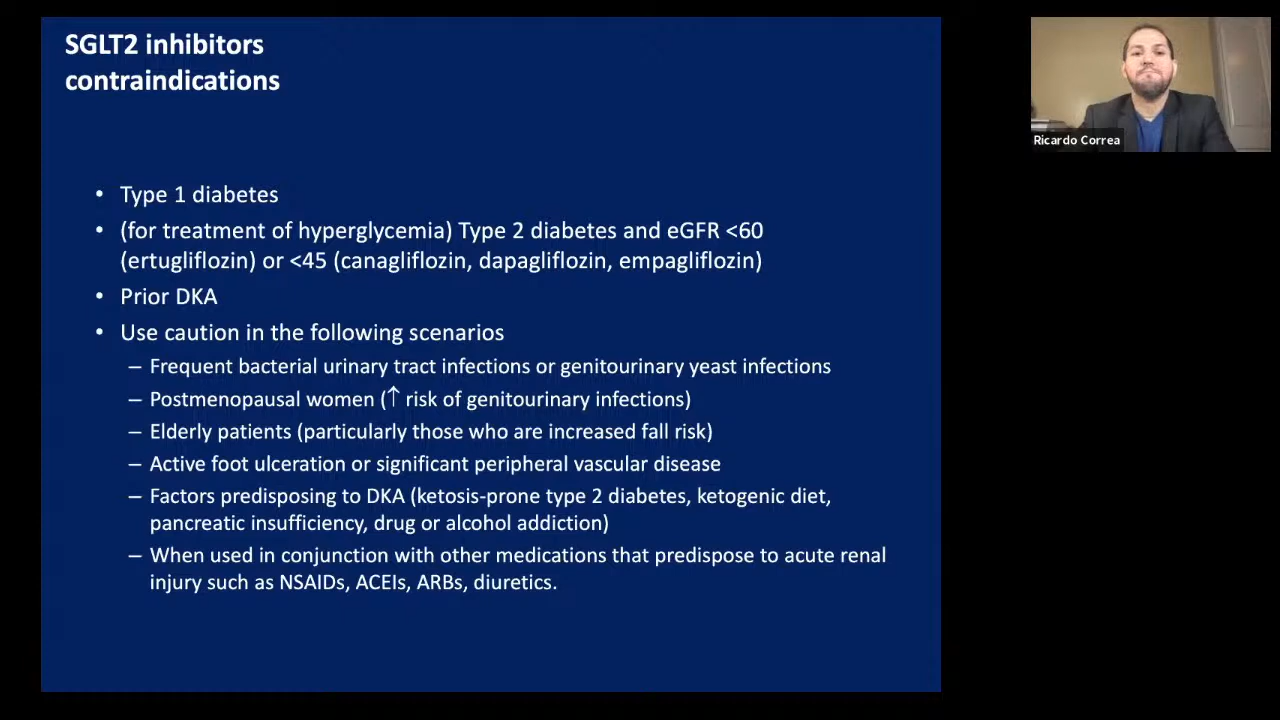 SGLT2 inhibitors
contraindications
• Type 1 diabetes
• (for treatment of hyperglycemia) Type 2 diabetes and eGFR <60
(ertugliflozin) or <45 (canagliflozin, dapagliflozin, empagliflozin)
• Prior DKA
• Use caution in the following scenarios
– Frequent bacterial urinary tract infections or genitourinary yeast infections
– Postmenopausal women (↑ risk of genitourinary infections)
– Elderly patients (particularly those who are increased fall risk)
– Active foot ulceration or significant peripheral vascular disease
– Factors predisposing to DKA (ketosis-prone type 2 diabetes, ketogenic diet,
pancreatic insufficiency, drug or alcohol addiction)
– When used in conjunction with other medications that predispose to acute renal
injury such as NSAIDs, ACEIs, ARBs, diuretics.
Ricardo Correa